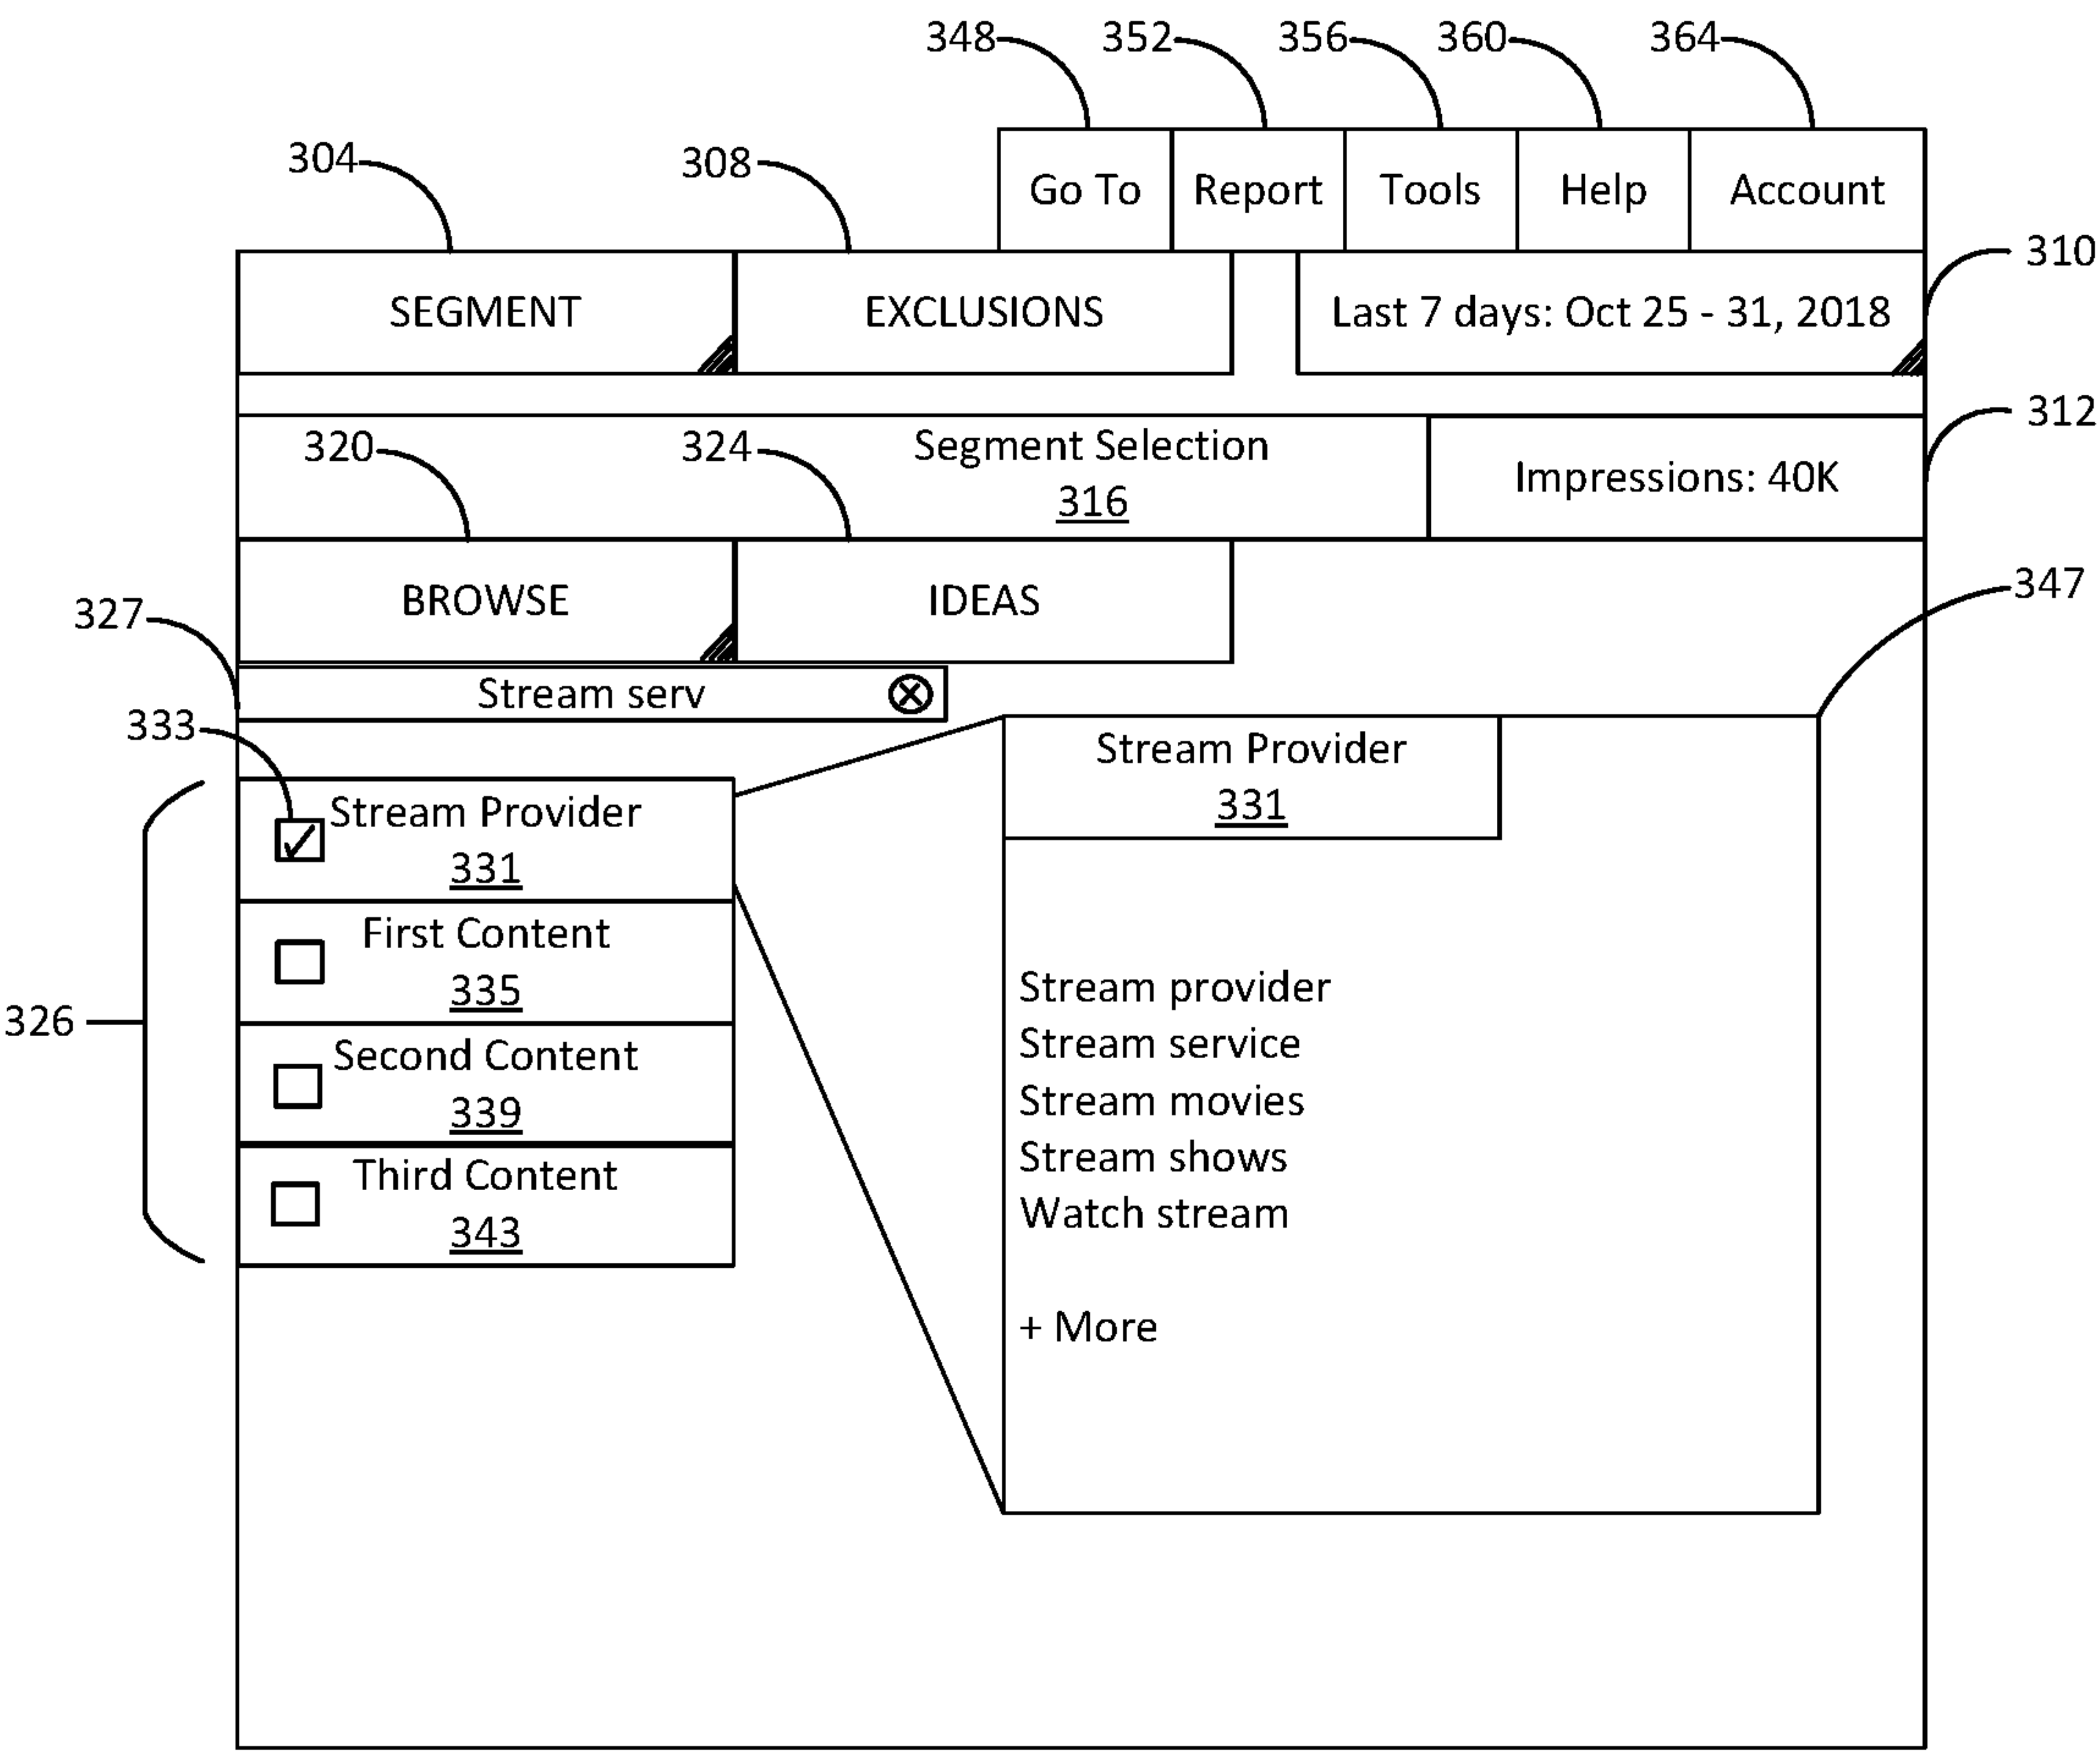 348 352 356 360 364
304 308
Go To Report Tools Help Account
310
SEGMENT EXCLUSIONS Last 7 days: Oct 25 - 31, 2018
312
320 324 Segment Selection
316
Impressions: 40K
347
327
BROWSE IDEAS
Stream serv
333
Stream Provider
331
Stream Provider
331
First Content
335
326
Second Content
339
Third Content
343
Stream provider
Stream service
Stream movies
Stream shows
Watch stream
+ More